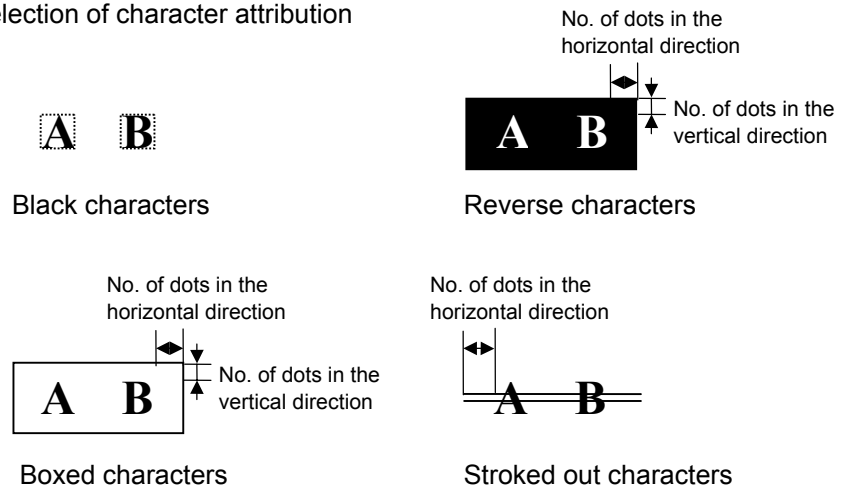 election of character attribution
No. of dots in the
horizontal direction
No. of dots in the
vertical direction
A B
A B
Black characters
Reverse characters
No. of dots in the
horizontal direction
No. of dots in the
horizontal direction
No. of dots in the
vertical direction
A B
A B
Boxed characters
Stroked out characters